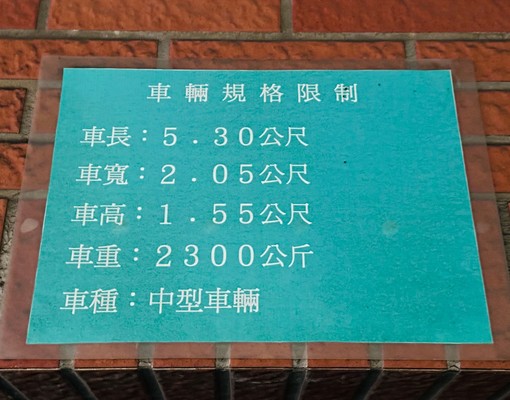 車輛規格限制
車長：５．３０公尺
車寬：２．０５公尺
車高：１．５５公尺
車重：２３００公斤
車種：中型車輛